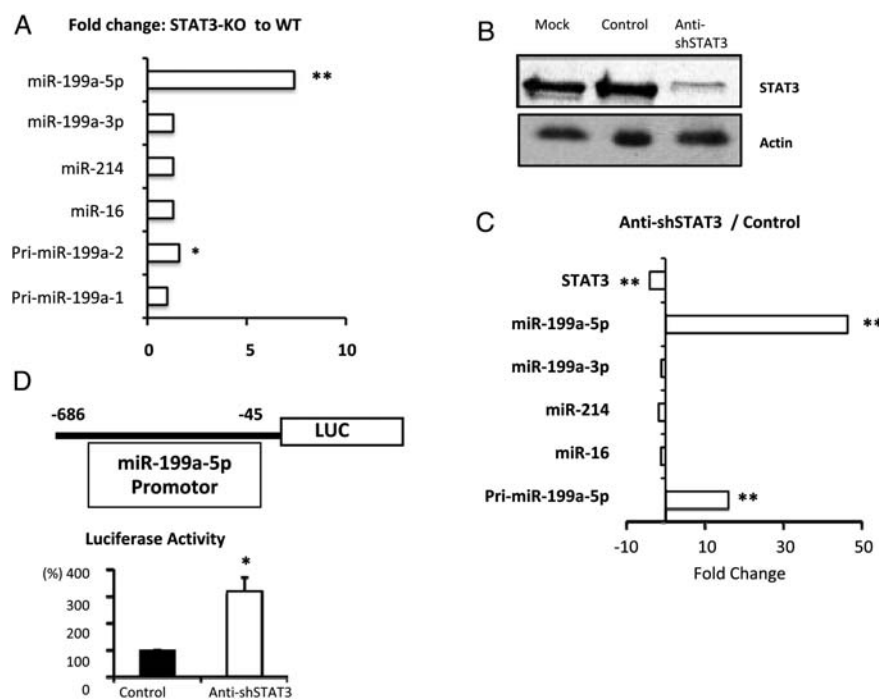 A
Fold change: STAT3-KO to WT
miR-199a-5p
**
miR-199a-3p
miR-214
miR-16
Pri-miR-199a-2
*
Pri-miR-199a-1
0
5
10
B
Mock
Control
Anti-
shSTAT3
STAT3
Actin
C
Anti-shSTAT3 / Control
STAT3
**
miR-199a-5p
**
miR-199a-3p
miR-214
miR-16
Pri-miR-199a-5p
**
-10
10
30
50
Fold Change
D
-686
-45
LUC
miR-199a-5p
Promotor
Luciferase Activity
(%)
400
300
200
100
0
*
Control
Anti-shSTAT3